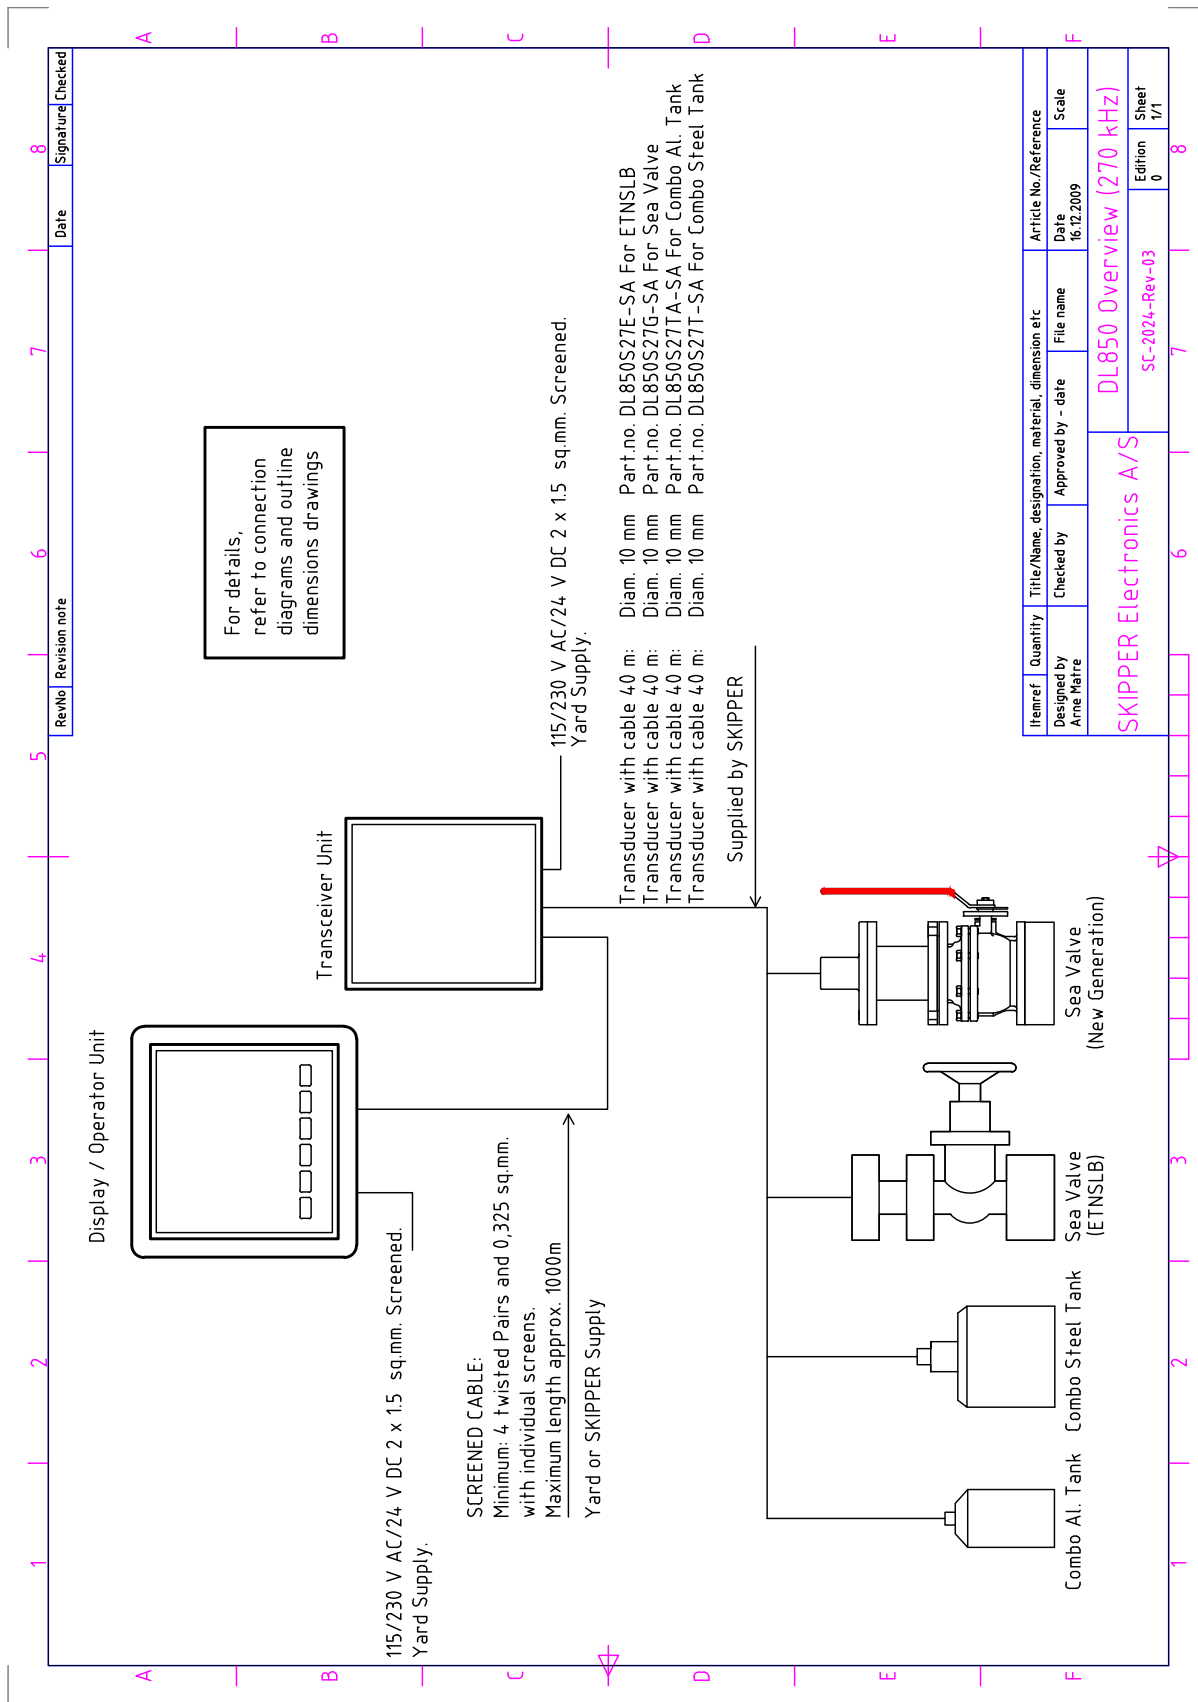 1 2 3 4 5 6 7 8
A
B
C
D
E
F
RevNo Revision note Date Signature Checked
Display / Operator Unit
For details,
refer to connection
diagrams and outline
dimensions drawings
Transceiver Unit
115/230 V AC/24 V DC 2 x 1.5 sq.mm. Screened.
Yard Supply.
SCREENED CABLE:
Minimum: 4 twisted Pairs and 0,325 sq.mm.
with individual screens.
Maximum length approx. 1000m
Yard or SKIPPER Supply
115/230 V AC/24 V DC 2 x 1.5 sq.mm. Screened.
Yard Supply.
Transducer with cable 40 m: Diam. 10 mm Part.no. DL850S27E-SA For ETNSLB
Transducer with cable 40 m: Diam. 10 mm Part.no. DL850S27G-SA For Sea Valve
Transducer with cable 40 m: Diam. 10 mm Part.no. DL850S27TA-SA For Combo Al. Tank
Transducer with cable 40 m: Diam. 10 mm Part.no. DL850S27T-SA For Combo Steel Tank
Supplied by SKIPPER
Combo Al. Tank
Combo Steel Tank
Sea Valve
(ETNSLB)
Sea Valve
(New Generation)
Itemref Quantity Title/Name, designation, material, dimension etc Article No./Reference
Designed by
Arne Matre
Checked by
Approved by - date
File name
Date
16.12.2009
Scale
SKIPPER Electronics A/S
DL850 Overview (270 kHz)
SC-2024-Rev-03
Edition
0
Sheet
1/1
A
B
C
D
E
F
1 2 3 4 5 6 7 8